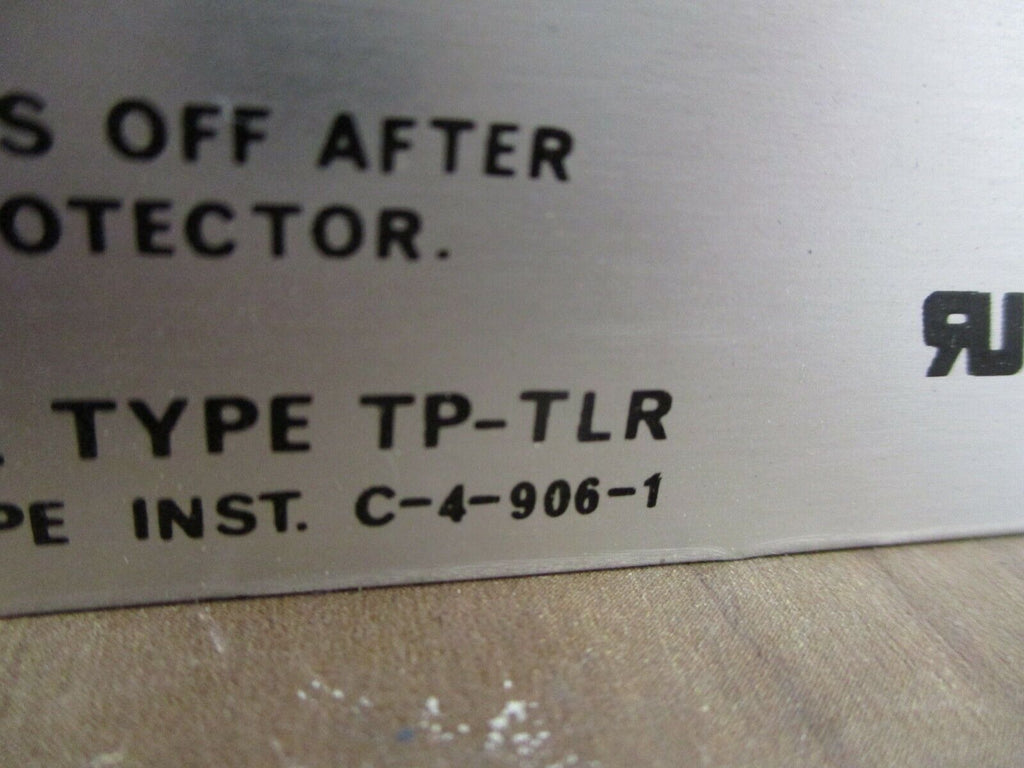 S OFF AFTER
OTECTOR.
. TYPE TP-TLR
PE INST. C-4-906-1